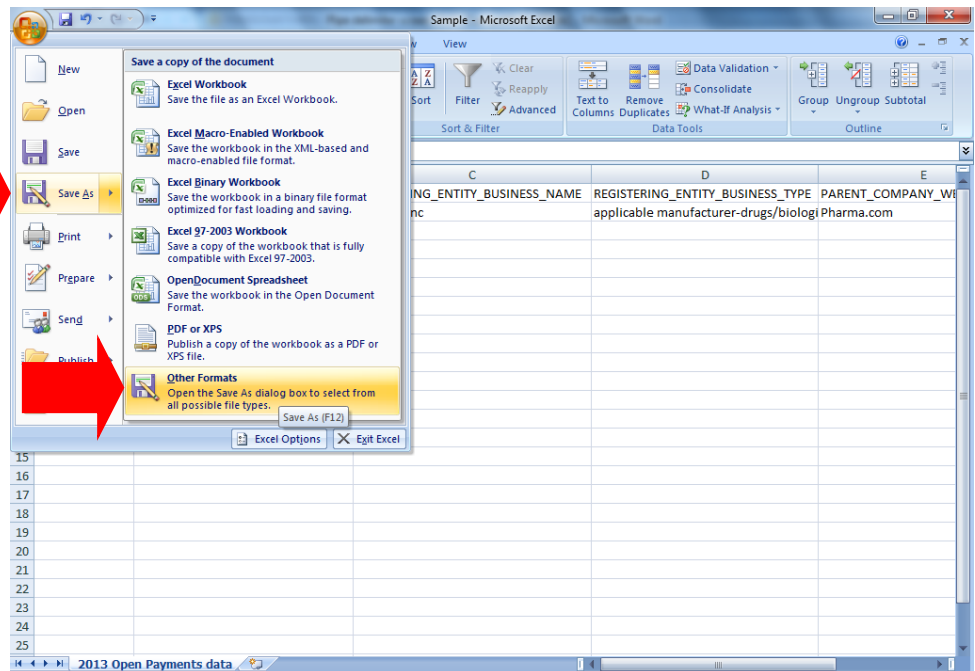 Sample - Microsoft Excel
View
New
Open
Save
Save As
Print
Prepare
Send
Publish
Save a copy of the document
Excel Workbook
Save the file as an Excel Workbook.
Excel Macro-Enabled Workbook
Save the workbook in the XML-based and
macro-enabled file format.
Excel Binary Workbook
Save the workbook in a binary file format
optimized for fast loading and saving.
Excel 97-2003 Workbook
Save a copy of the workbook that is fully
compatible with Excel 97-2003.
OpenDocument Spreadsheet
Save the workbook in the Open Document
Format.
PDF or XPS
Publish a copy of the workbook as a PDF or
XPS file.
Other Formats
Open the Save As dialog box to select from
all possible file types.
Save As (F12)
Excel Options
Exit Excel
Sort
Filter
Clear
Reapply
Advanced
Sort & Filter
Text to Columns
Remove Duplicates
Data Validation
Consolidate
What-If Analysis
Data Tools
Group
Ungroup
Subtotal
Outline
C D E
NG_ENTITY_BUSINESS_NAME REGISTERING_ENTITY_BUSINESS_TYPE PARENT_COMPANY_WE
nc applicable manufacturer-drugs/biologi Pharma.com
15
16
17
18
19
20
21
22
23
24
25
2013 Open Payments data